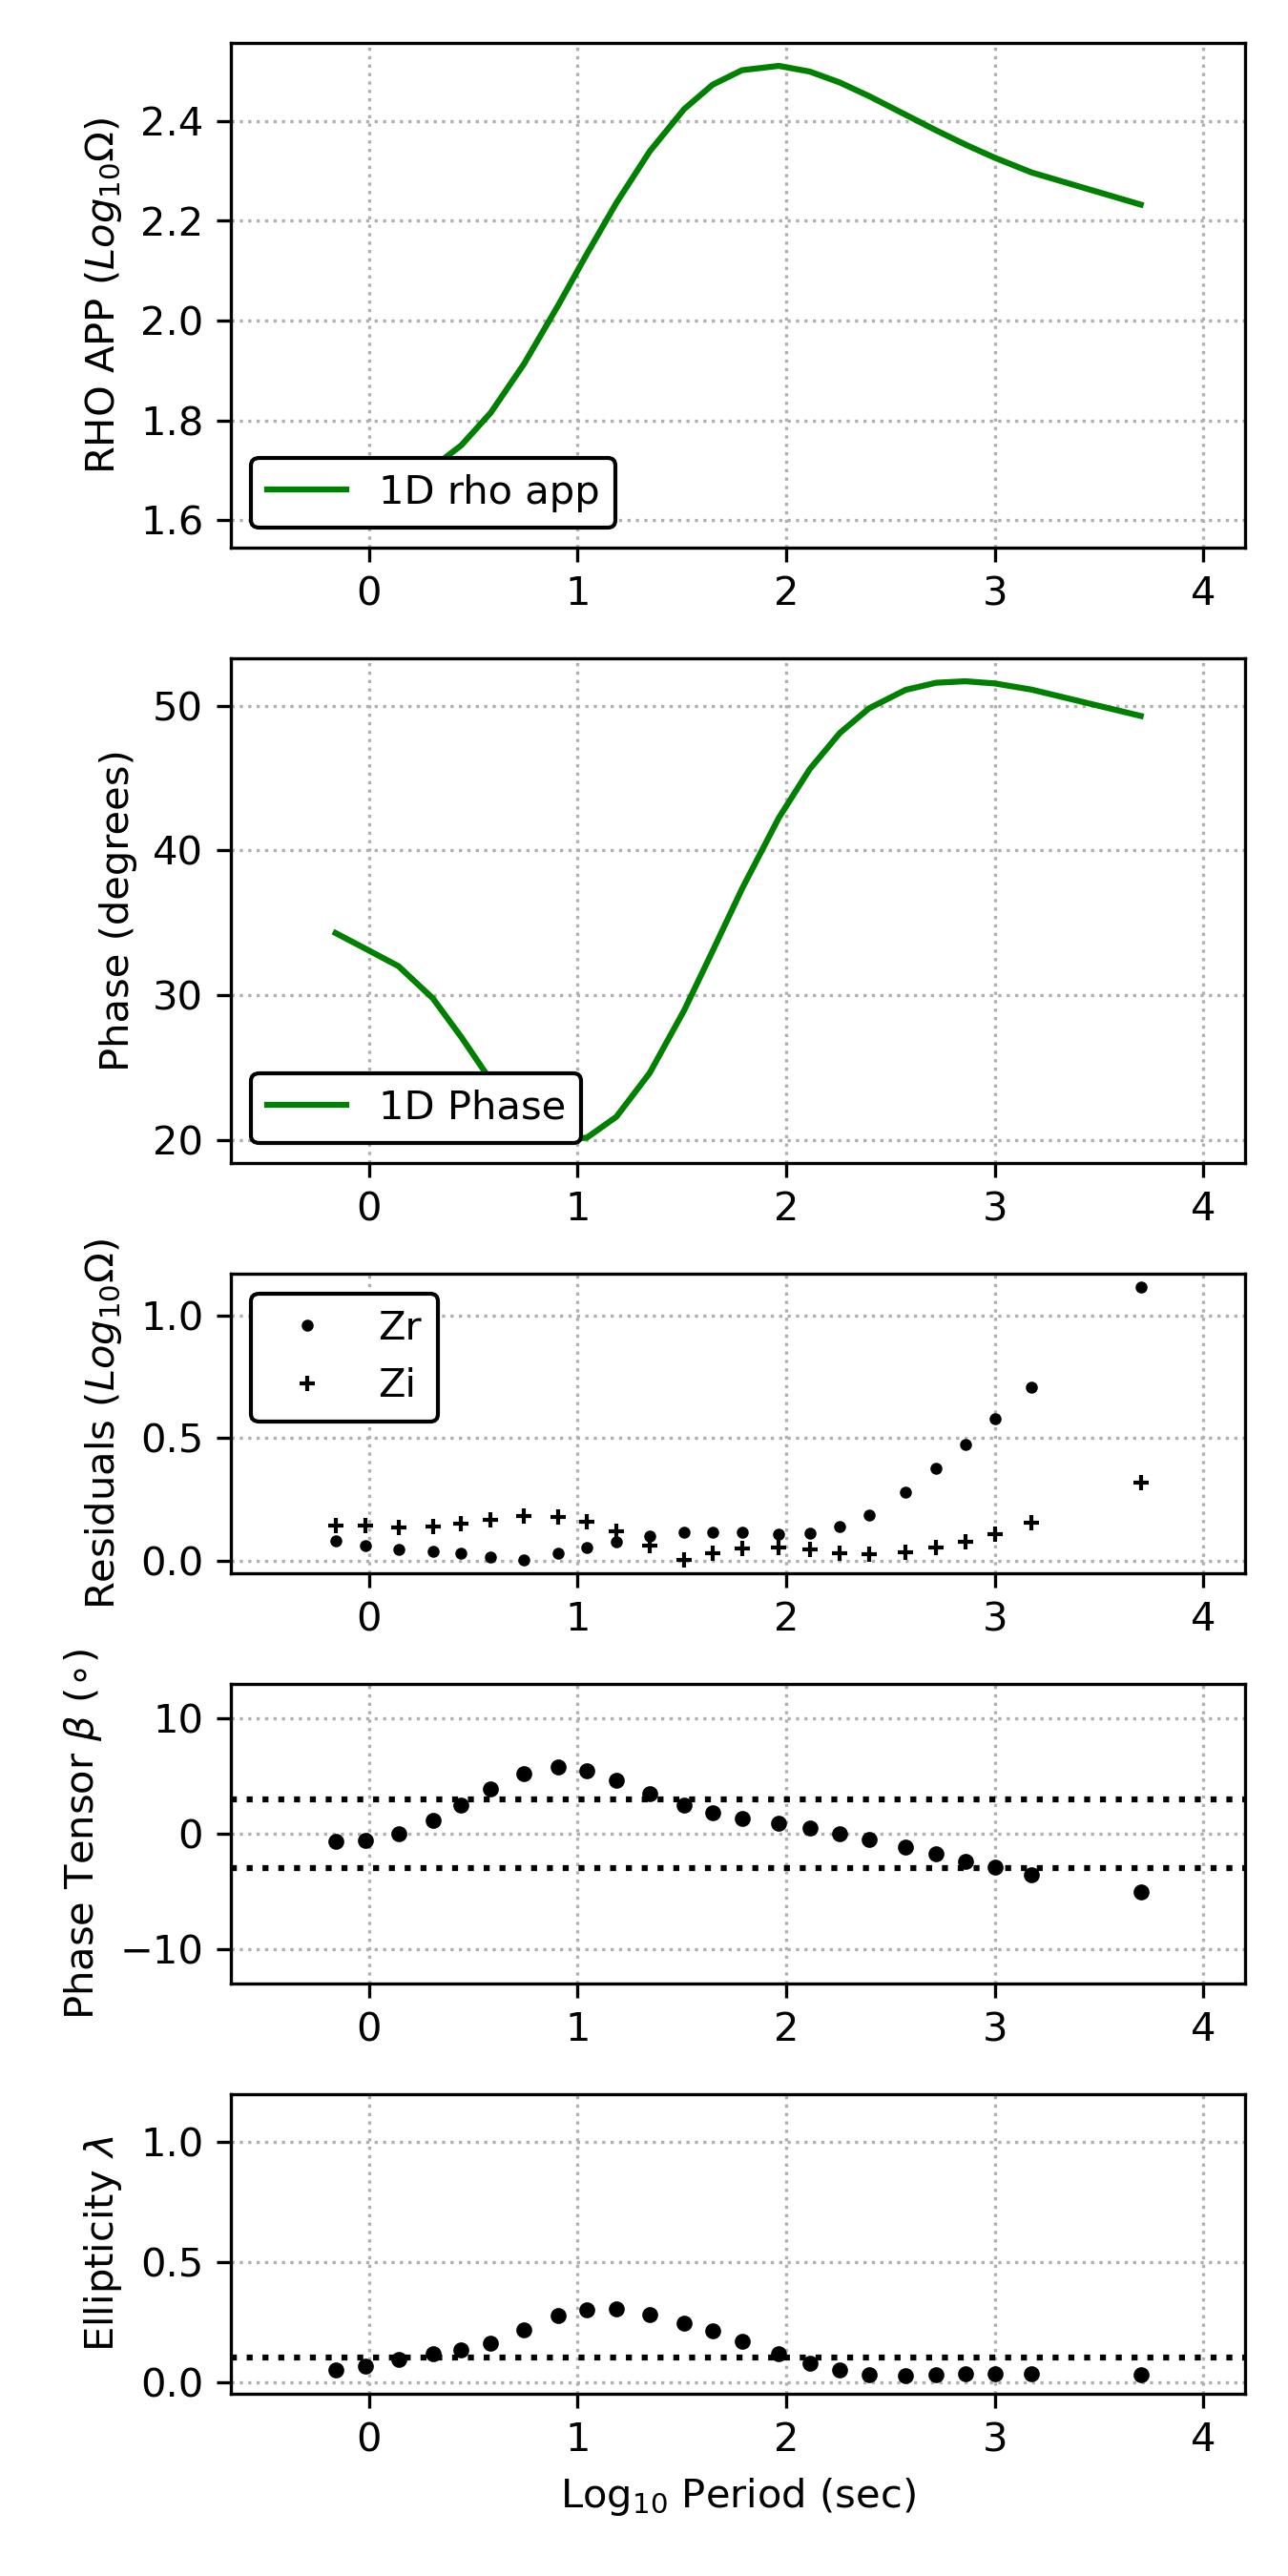 RHO APP (Log10Ω)
2.4
2.2
2.0
1.8
1.6
1D rho app
0 1 2 3 4
Phase (degrees)
50
40
30
20
1D Phase
0 1 2 3 4
Residuals (Log10Ω)
1.0
0.5
0.0
Zr
Zi
0 1 2 3 4
Phase Tensor β (∘)
10
0
−10
0 1 2 3 4
Ellipticity λ
1.0
0.5
0.0
0 1 2 3 4
Log10 Period (sec)